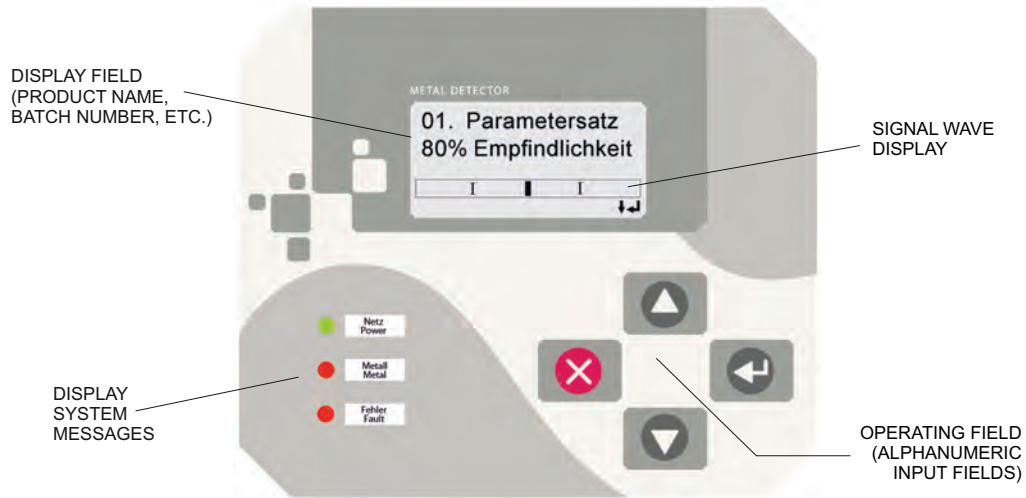 DISPLAY FIELD
(PRODUCT NAME,
BATCH NUMBER, ETC.)
METAL DETECTOR
01. Parametersatz
80% Empfindlichkeit
I I
SIGNAL WAVE
DISPLAY
Netz
Power
Metall
Metal
Fehler
Fault
DISPLAY
SYSTEM
MESSAGES
OPERATING FIELD
(ALPHANUMERIC
INPUT FIELDS)